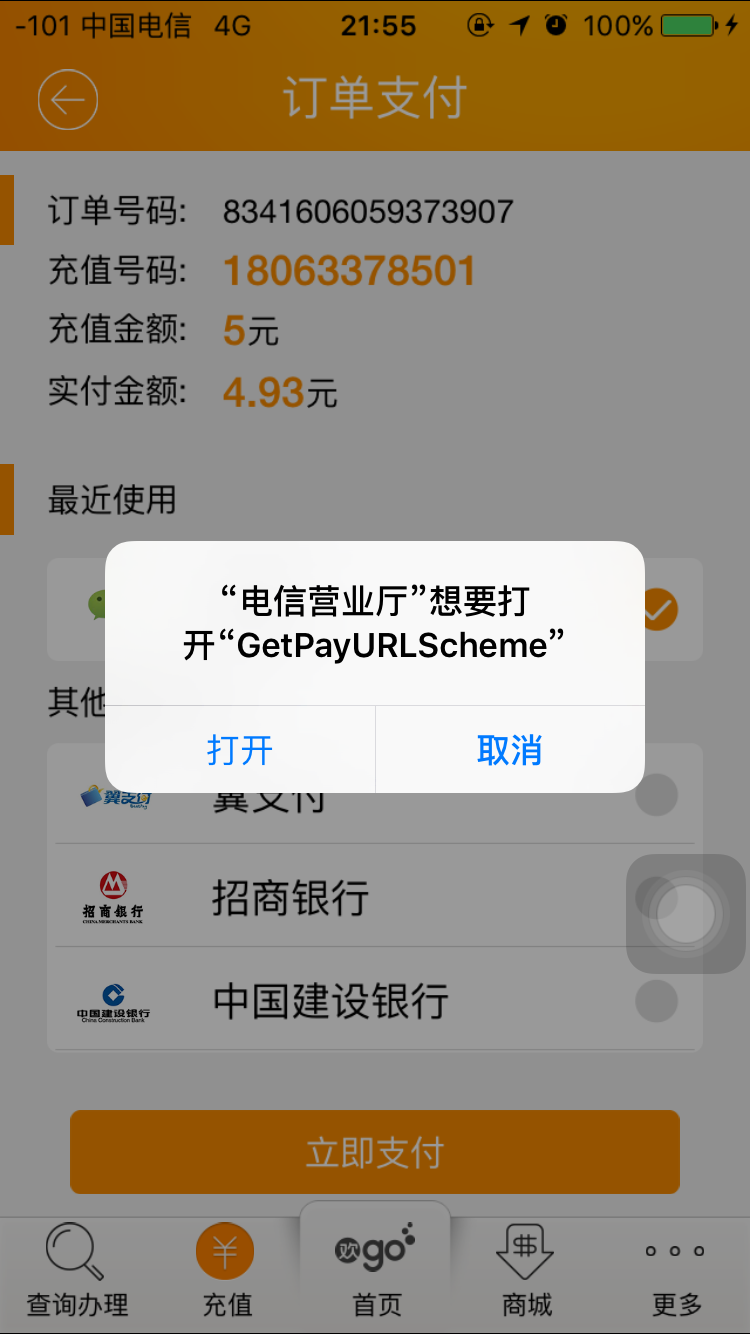 -101 中国电信 4G 21:55 100%
订单支付
订单号码: 8341606059373907
充值号码: 18063378501
充值金额: 5元
实付金额: 4.93元
最近使用
“电信营业厅”想要打
开“GetPayURLScheme”
打开 取消
其他
翼支付 翼支付
招商银行 招商银行
CHINA MERCHANTS BANK
中国建设银行 中国建设银行
China Construction Bank
立即支付
欢go
查询办理 充值 首页 商城 更多